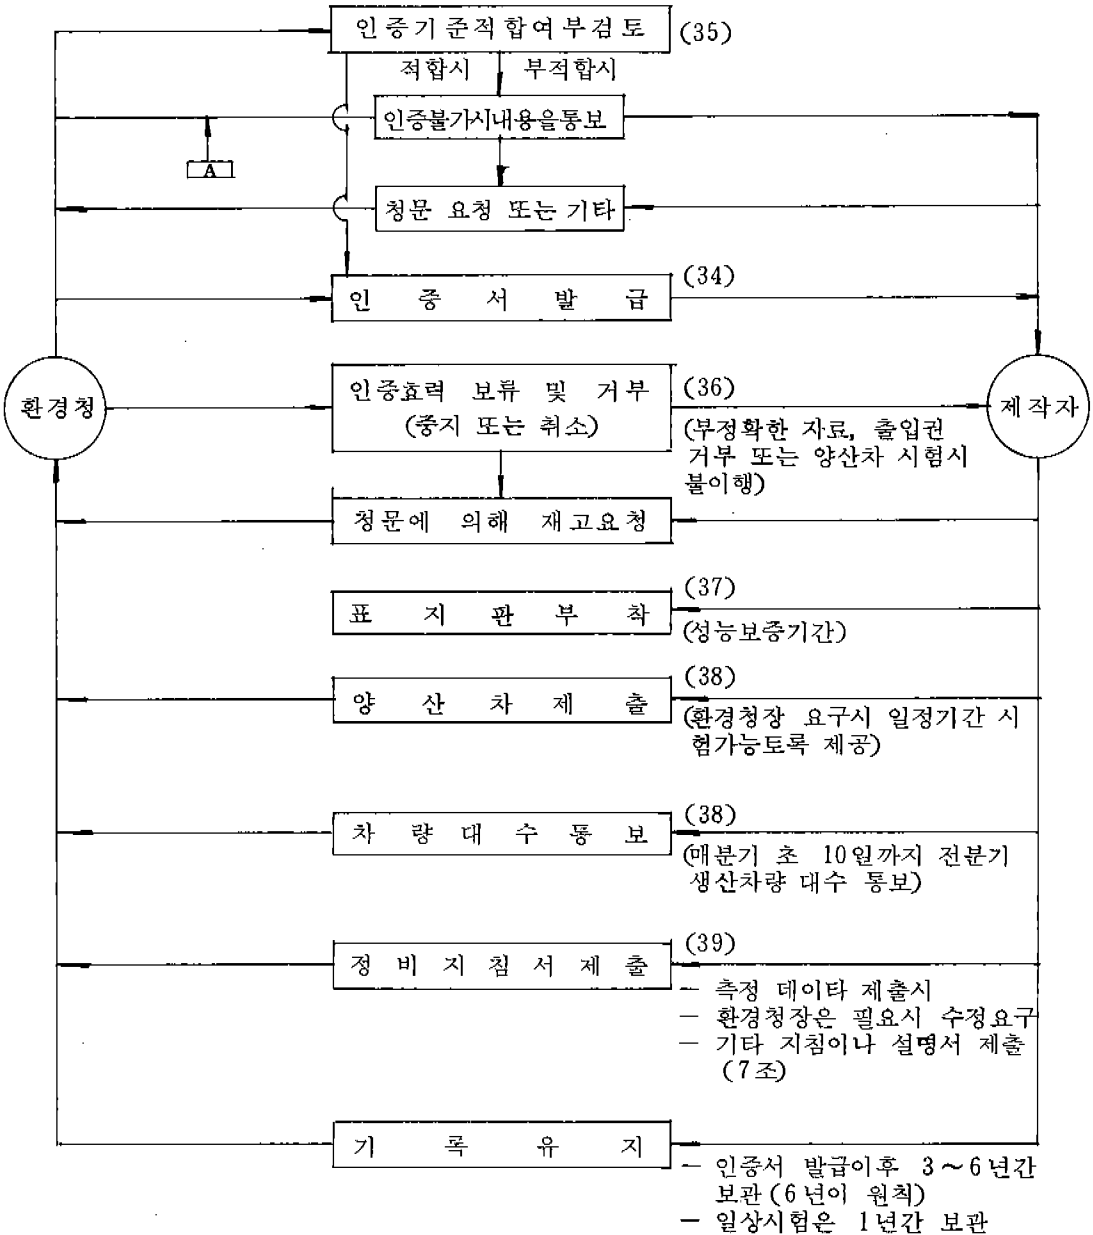 인증기준적합여부검토 (35)
적합시 부적합시
인증불가시내용을통보
A
청문 요청 또는 기타
(34)
인증서발급
환경청
인증효력 보류 및 거부
(중지 또는 취소)
(36)
제작자
(부정확한 자료, 출입권
거부 또는 양산차 시험시
불이행)
청문에 의해 재고요청
(37)
표지판부착
(성능보증기간)
(38)
양산차제출
(환경청장 요구시 일정기간 시
험가능토록 제공)
(38)
차량대수통보
(매분기 초 10일까지 전분기
생산차량 대수 통보)
(39)
정비지침서제출
— 측정 데이타 제출시
— 환경청장은 필요시 수정요구
— 기타 지침이나 설명서 제출
(7조)
기록유지
— 인증서 발급이후 3~6년간
보관(6년이 원칙)
— 일상시험은 1년간 보관